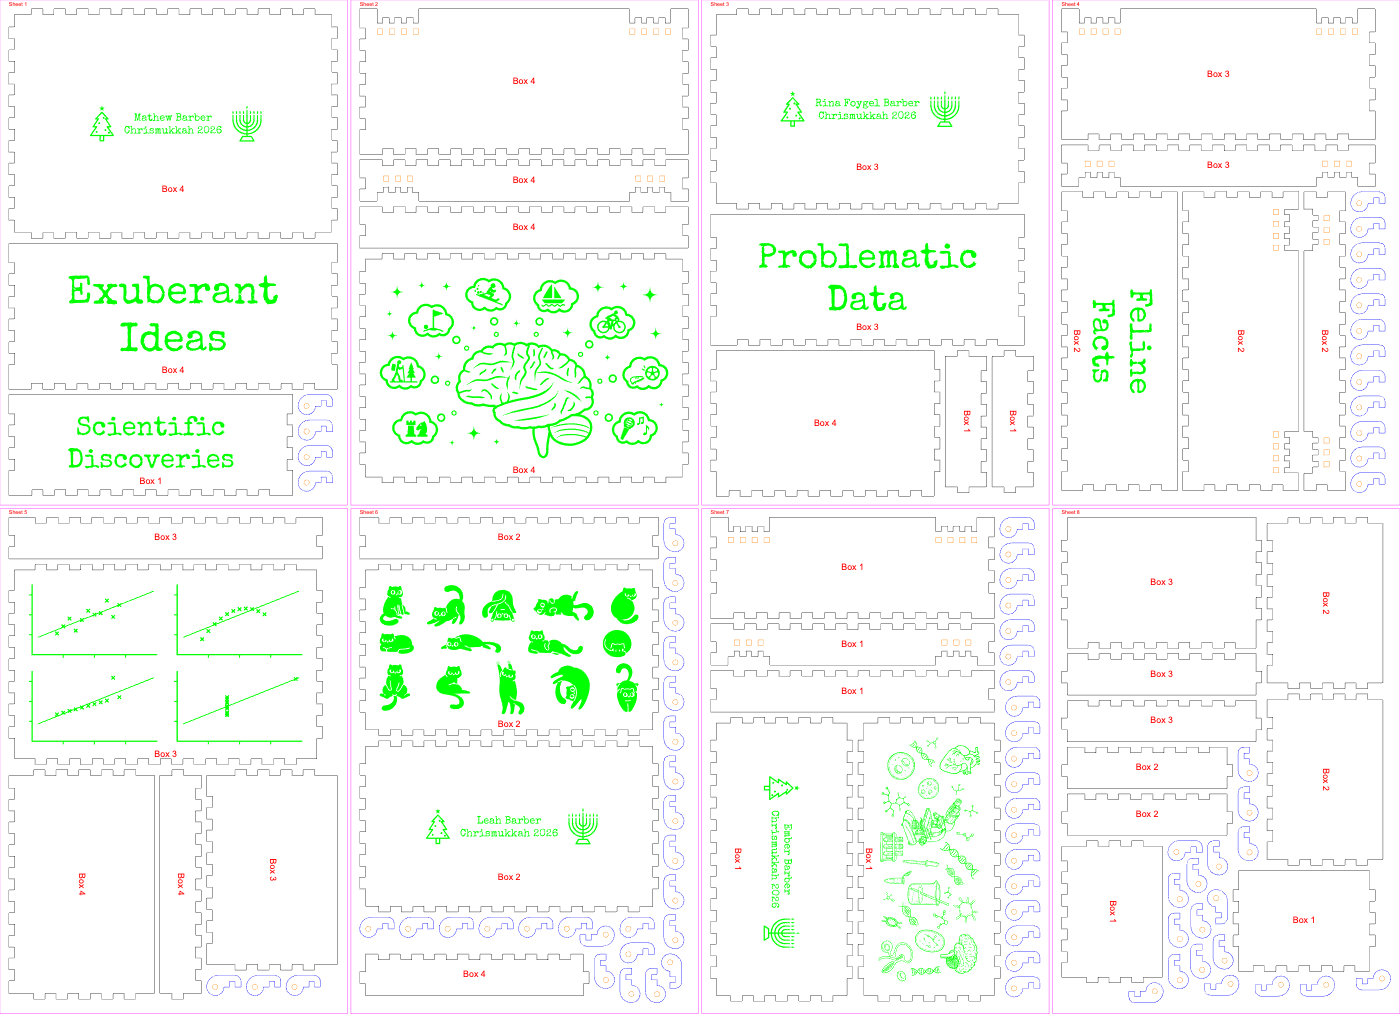 Sheet 1
Mathew Barber
Chrismukkah 2026
Box 4
Exuberant
Ideas
Box 4
Scientific
Discoveries
Box 1
Sheet 2
Box 4
Box 4
Box 4
Box 4
Sheet 3
Rina Foygel Barber
Chrismukkah 2026
Box 3
Problematic
Data
Box 3
Box 4
Box 1
Box 1
Sheet 4
Box 3
Box 3
Feline
Facts
Box 2
Box 2
Box 2
Sheet 5
Box 3
Box 3
Box 4
Box 4
Box 3
Sheet 6
Box 2
Box 2
Leah Barber
Chrismukkah 2026
Box 2
Box 4
Sheet 7
Box 1
Box 1
Box 1
Ember Barber
Chrismukkah 2026
Box 1
Box 1
Sheet 8
Box 3
Box 2
Box 3
Box 3
Box 2
Box 2
Box 2
Box 1
Box 1